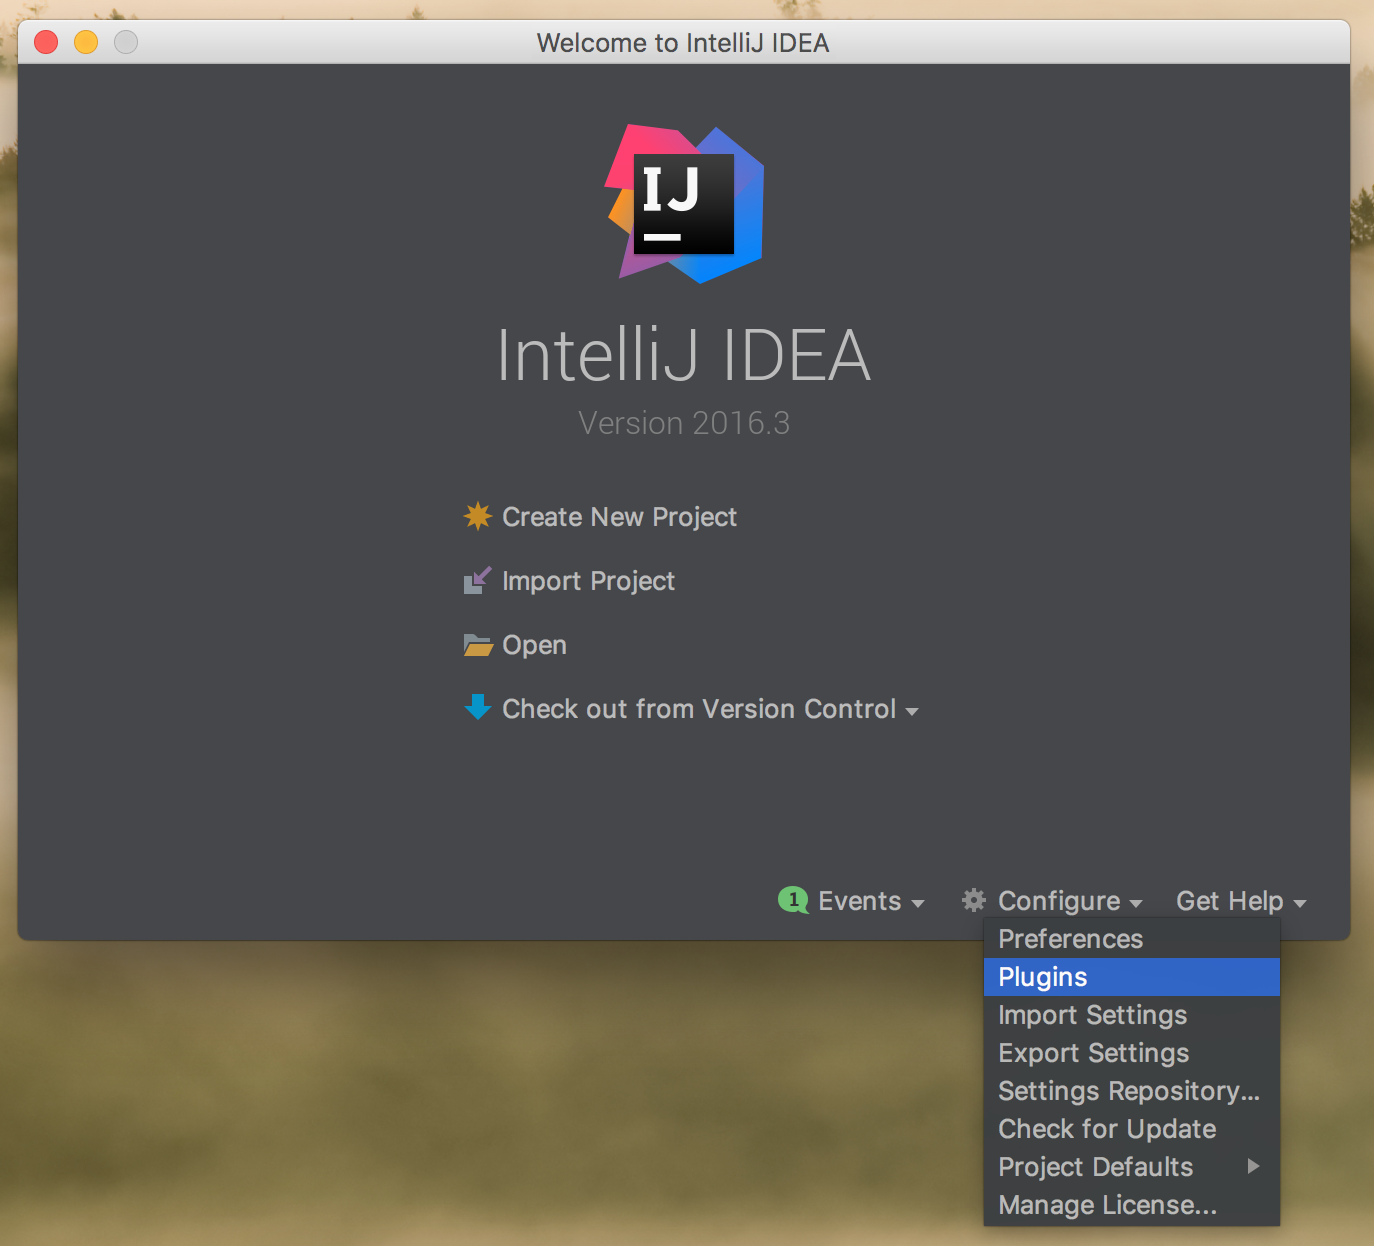 Welcome to IntelliJ IDEA
IJ
IntelliJ IDEA
Version 2016.3
Create New Project
Import Project
Open
Check out from Version Control
1 Events Configure Get Help
Preferences
Plugins
Import Settings
Export Settings
Settings Repository...
Check for Update
Project Defaults
Manage License...